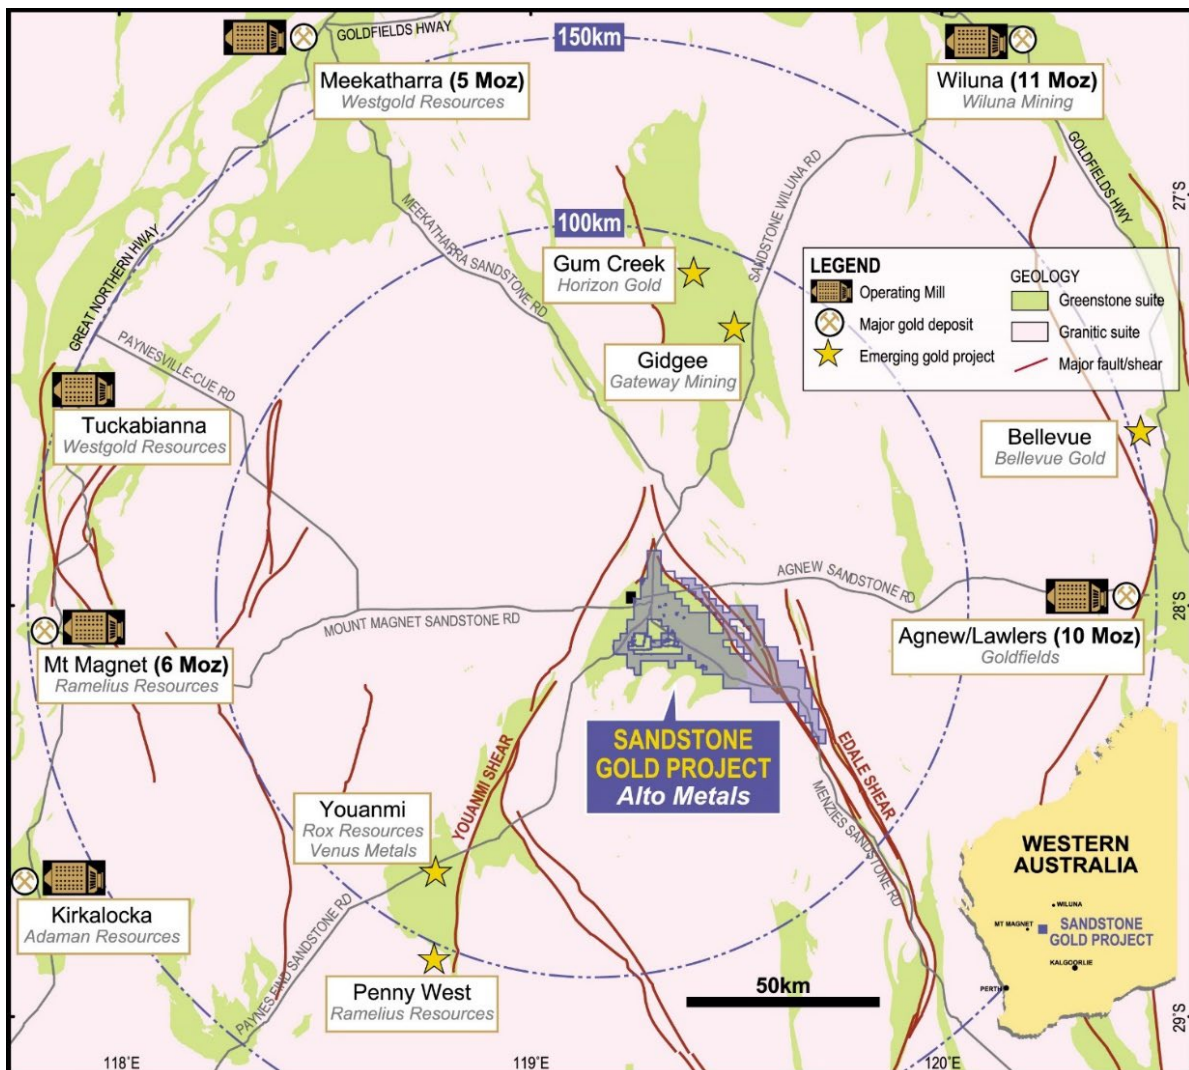 GOLDFIELDS HWY
150km
Meekatharra (5 Moz)
Westgold Resources
Wiluna (11 Moz)
Wiluna Mining
GOLDFIELDS HWY
27°S
SANDSTONE WILUNA RD
MEEKATHARRA SANDSTONE RD
GREAT NORTHERN HWY
100km
Gum Creek
Horizon Gold
Gidgee
Gateway Mining
LEGEND
Operating Mill
Major gold deposit
Emerging gold project
GEOLOGY
Greenstone suite
Granitic suite
Major fault/shear
PAYNESVILLE-CUE RD
Tuckabianna
Westgold Resources
Bellevue
Bellevue Gold
AGNEW SANDSTONE RD
28°S
MOUNT MAGNET SANDSTONE RD
Mt Magnet (6 Moz)
Ramelius Resources
Agnew/Lawlers (10 Moz)
Goldfields
SANDSTONE
GOLD PROJECT
Alto Metals
EDALE SHEAR
YOUANMI SHEAR
MENZIES SANDSTONE RD
Youanmi
Rox Resources
Venus Metals
Kirkalocka
Adaman Resources
PAYNES FIND SANDSTONE RD
Penny West
Ramelius Resources
50km
WESTERN
AUSTRALIA
WILUNA
MT MAGNET
SANDSTONE
GOLD PROJECT
KALGOORLIE
PERTH
29°S
118°E
119°E
120°E